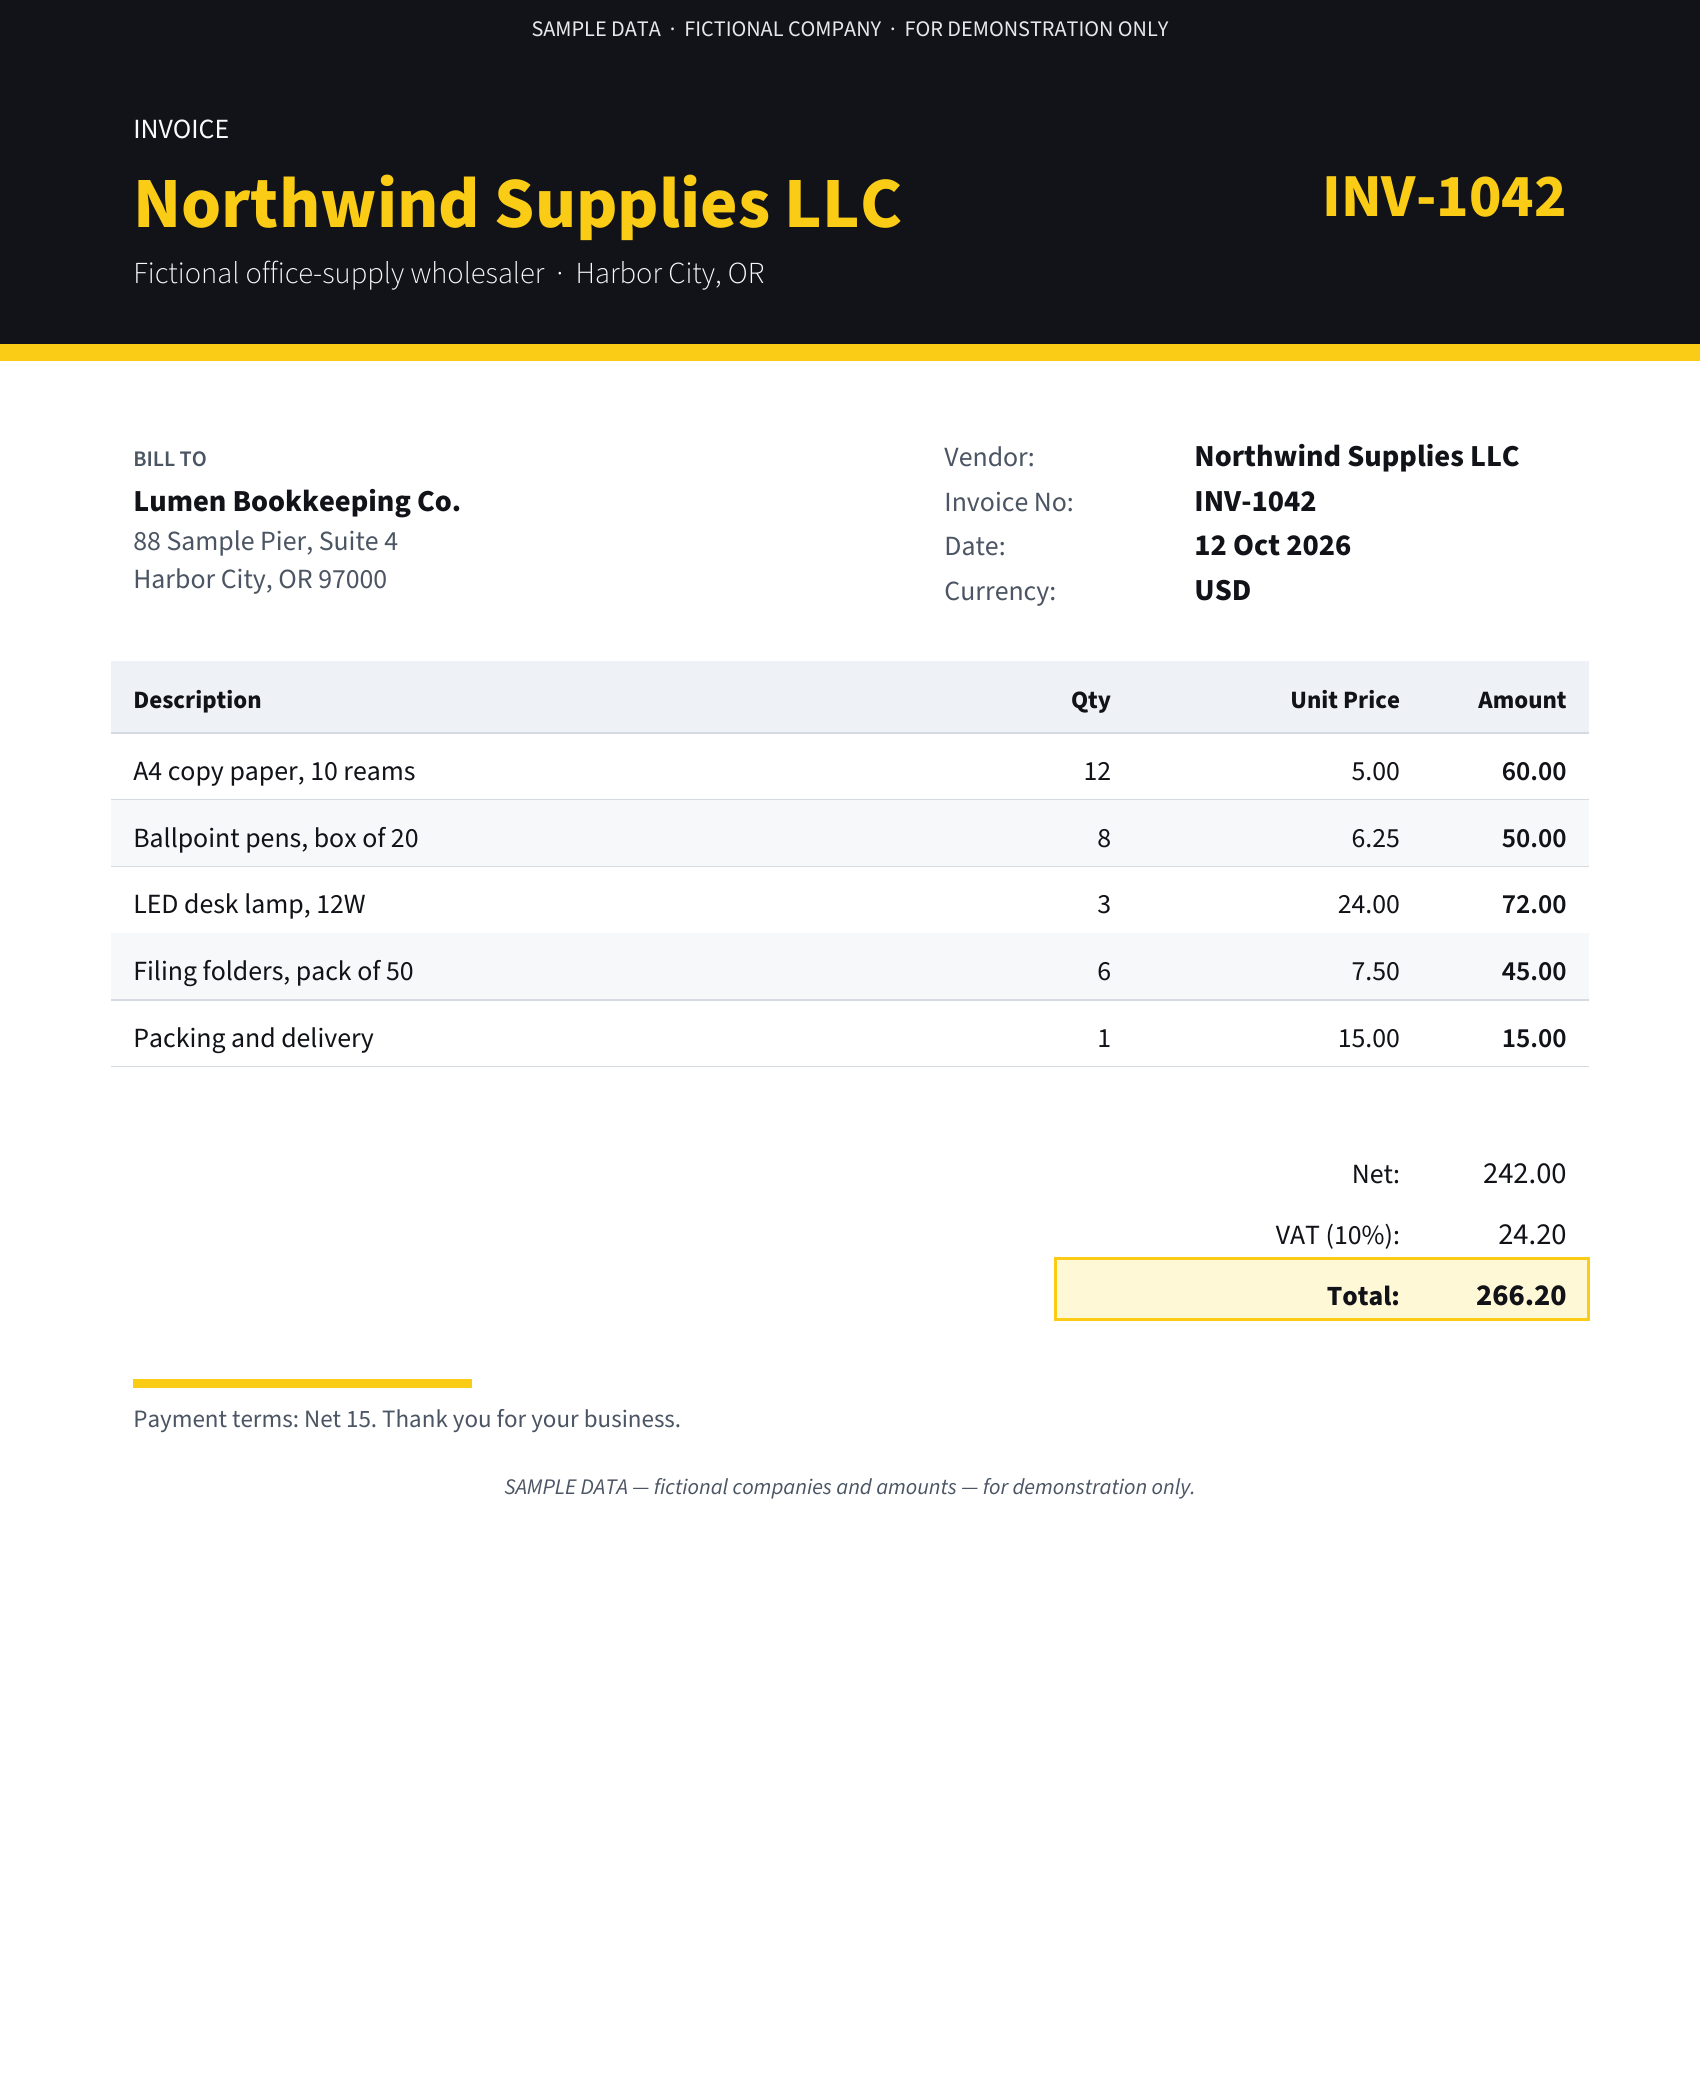 SAMPLE DATA · FICTIONAL COMPANY · FOR DEMONSTRATION ONLY
INVOICE
Northwind Supplies LLC
INV-1042
Fictional office-supply wholesaler · Harbor City, OR
BILL TO
Lumen Bookkeeping Co.
88 Sample Pier, Suite 4
Harbor City, OR 97000
Vendor: Northwind Supplies LLC
Invoice No: INV-1042
Date: 12 Oct 2026
Currency: USD
Description Qty Unit Price Amount
A4 copy paper, 10 reams 12 5.00 60.00
Ballpoint pens, box of 20 8 6.25 50.00
LED desk lamp, 12W 3 24.00 72.00
Filing folders, pack of 50 6 7.50 45.00
Packing and delivery 1 15.00 15.00
Net: 242.00
VAT (10%): 24.20
Total: 266.20
Payment terms: Net 15. Thank you for your business.
SAMPLE DATA — fictional companies and amounts — for demonstration only.